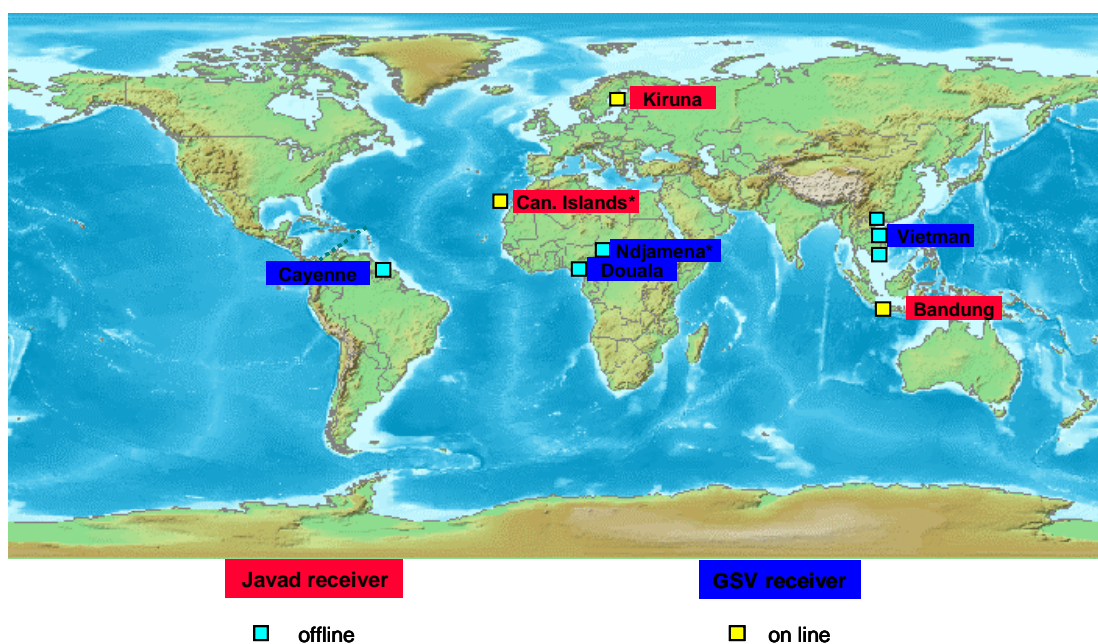 Kiruna
Can. Islands*
Vietman
Ndjamena*
Cayenne
Douala
Bandung
Javad receiver
GSV receiver
offline
on line